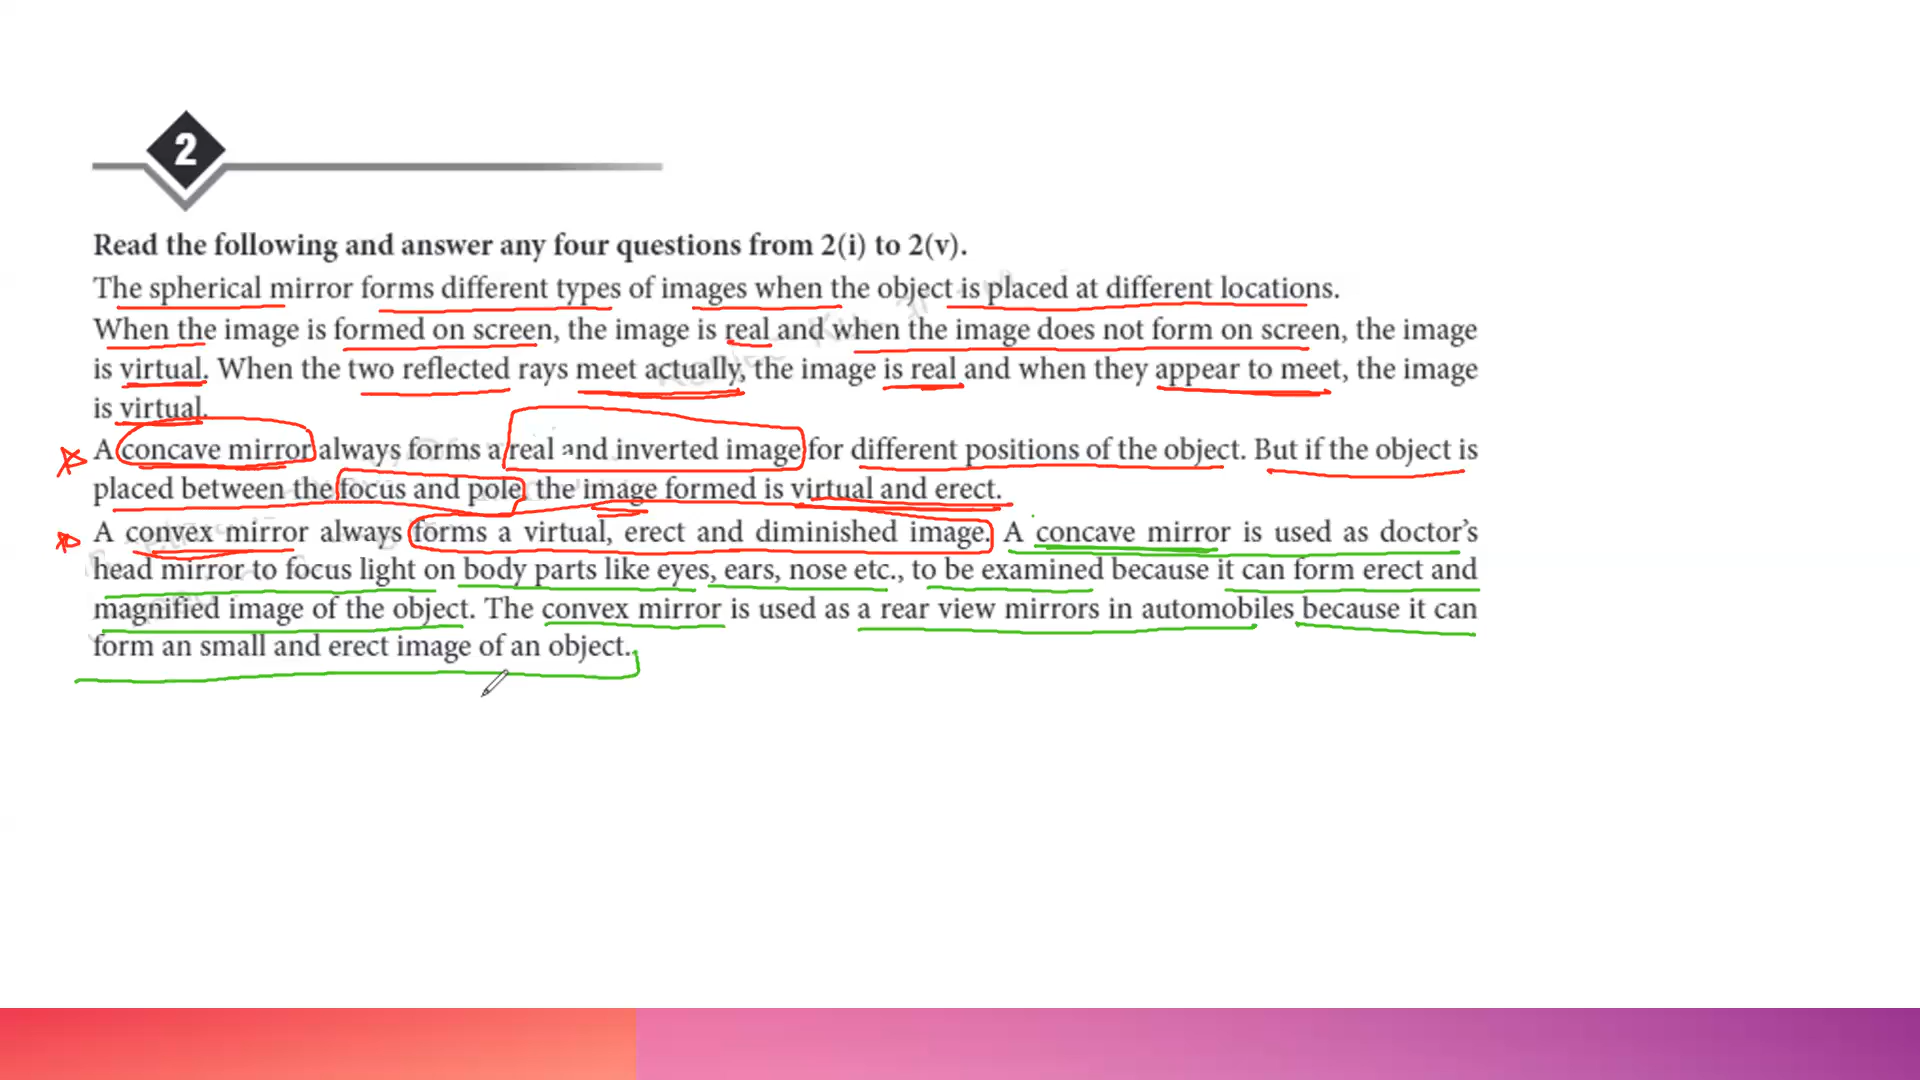 2
Read the following and answer any four questions from 2(i) to 2(v).
The spherical mirror forms different types of images when the object is placed at different locations.
When the image is formed on screen, the image is real and when the image does not form on screen, the image
is virtual. When the two reflected rays meet actually, the image is real and when they appear to meet, the image
is virtual.
A concave mirror always forms a real and inverted image for different positions of the object. But if the object is
placed between the focus and pole the image formed is virtual and erect.
A convex mirror always forms a virtual, erect and diminished image. A concave mirror is used as doctor's
head mirror to focus light on body parts like eyes, ears, nose etc., to be examined because it can form erect and
magnified image of the object. The convex mirror is used as a rear view mirrors in automobiles because it can
form an small and erect image of an object.